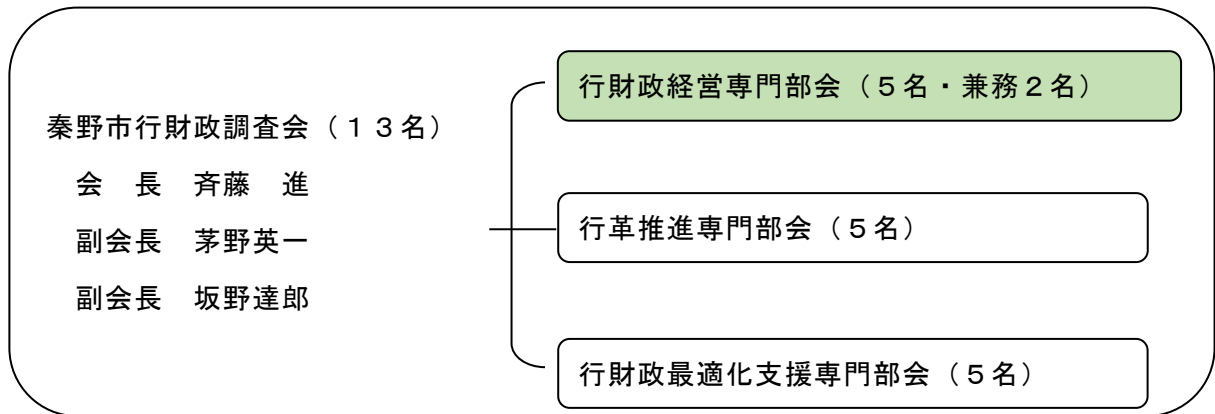 秦野市行財政調査会（１３名）
会　長　斉藤　進
副会長　茅野英一
副会長　坂野達郎
行財政経営専門部会（５名・兼務２名）
行革推進専門部会（５名）
行財政最適化支援専門部会（５名）